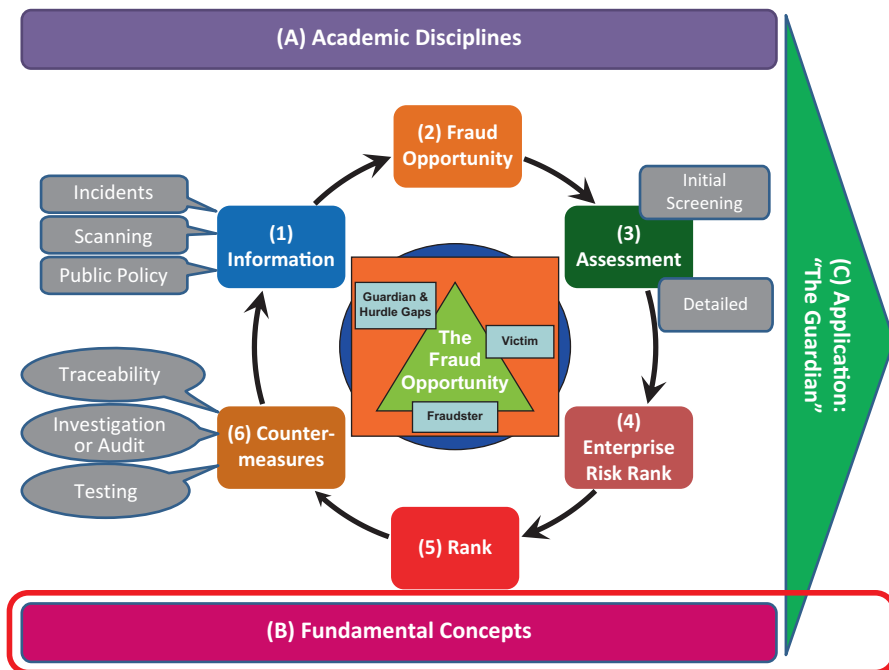 (A) Academic Disciplines
(2) Fraud
Opportunity
Incidents
Scanning
Public Policy
(1)
Information
Initial
Screening
(3)
Assessment
Detailed
Guardian &
Hurdle Gaps
Victim
The
Fraud
Opportunity
Fraudster
Traceability
Investigation
or Audit
Testing
(6) Counter-
measures
(4)
Enterprise
Risk Rank
(5) Rank
(C) Application:
“The Guardian”
(B) Fundamental Concepts